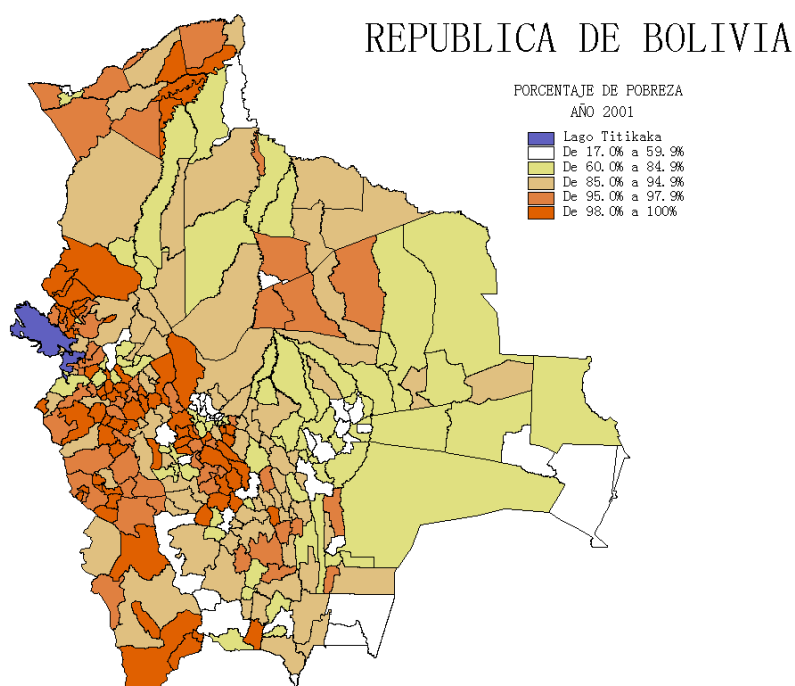 REPUBLICA DE BOLIVIA
PORCENTAJE DE POBREZA
AÑO 2001
Lago Titikaka
De 17.0% a 59.9%
De 60.0% a 84.9%
De 85.0% a 94.9%
De 95.0% a 97.9%
De 98.0% a 100%